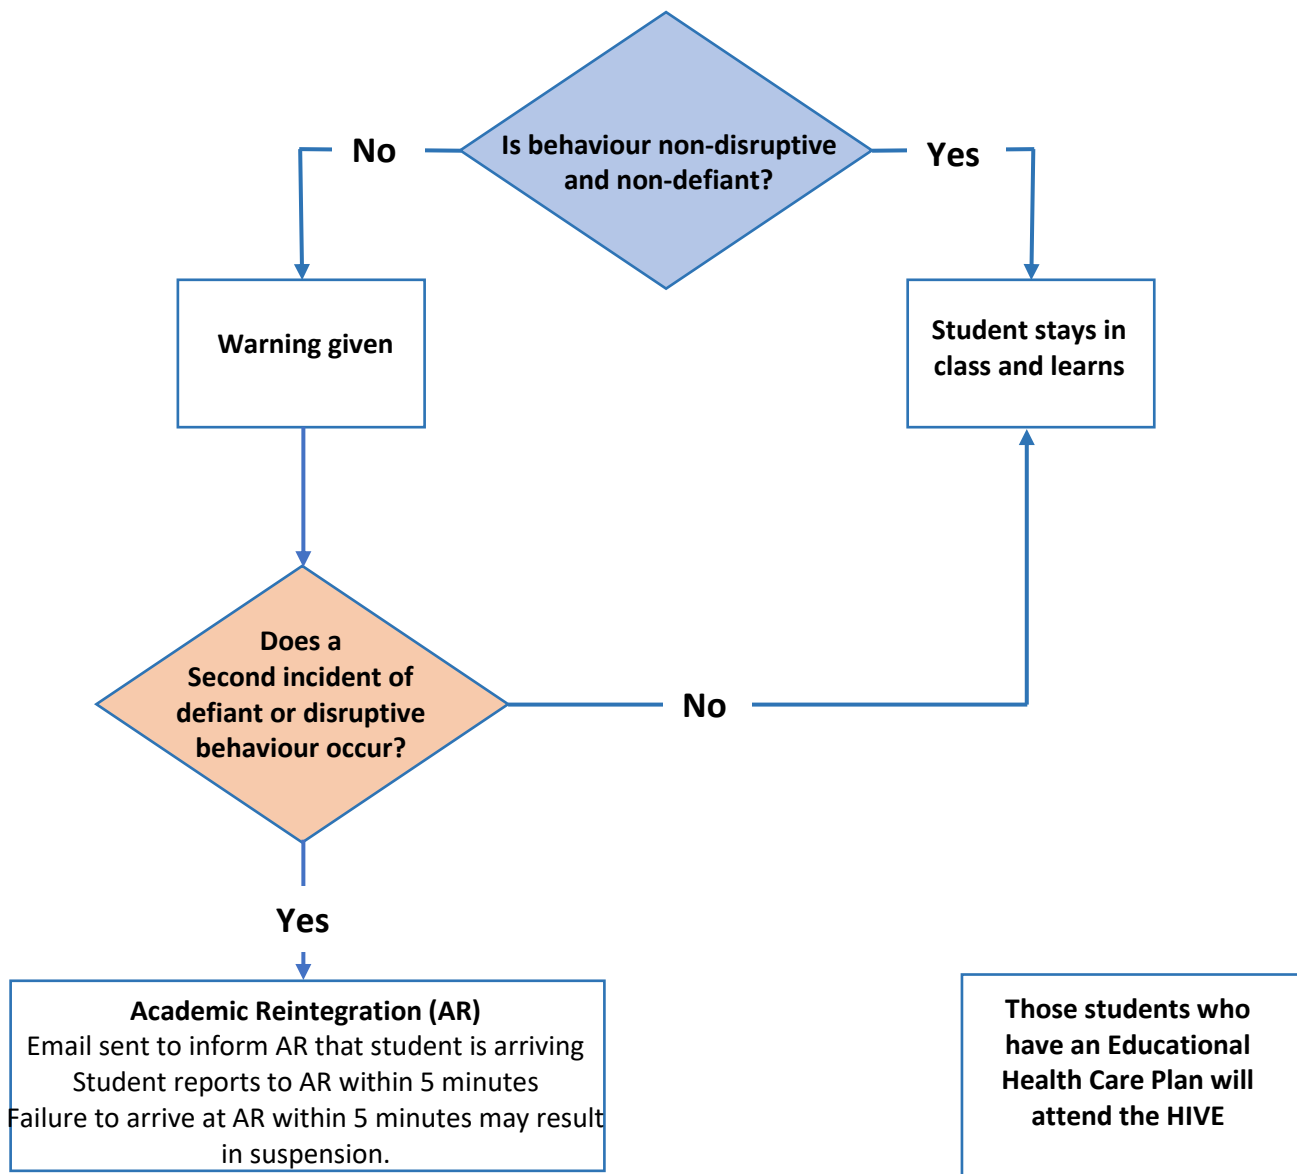 Is behaviour non-disruptive
and non-defiant?
No
Yes
Warning given
Student stays in
class and learns
Does a
Second incident of
defiant or disruptive
behaviour occur?
No
Yes
Academic Reintegration (AR)
Email sent to inform AR that student is arriving
Student reports to AR within 5 minutes
Failure to arrive at AR within 5 minutes may result
in suspension.
Those students who
have an Educational
Health Care Plan will
attend the HIVE